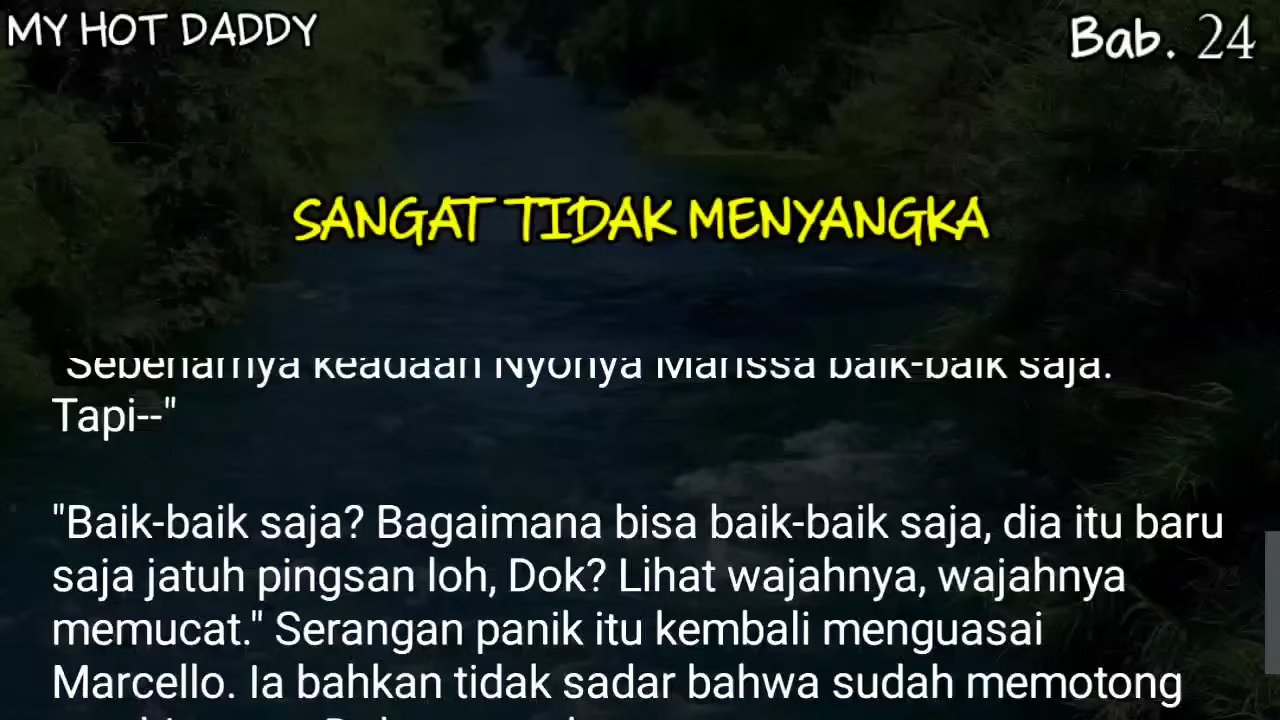 MY HOT DADDY
Bab. 24
SANGAT TIDAK MENYANGKA
"Sebenarnya keadaan Nyonya Marissa baik-baik saja.
Tapi--"
"Baik-baik saja? Bagaimana bisa baik-baik saja, dia itu baru
saja jatuh pingsan loh, Dok? Lihat wajahnya, wajahnya
memucat." Serangan panik itu kembali menguasai
Marcello. Ia bahkan tidak sadar bahwa sudah memotong